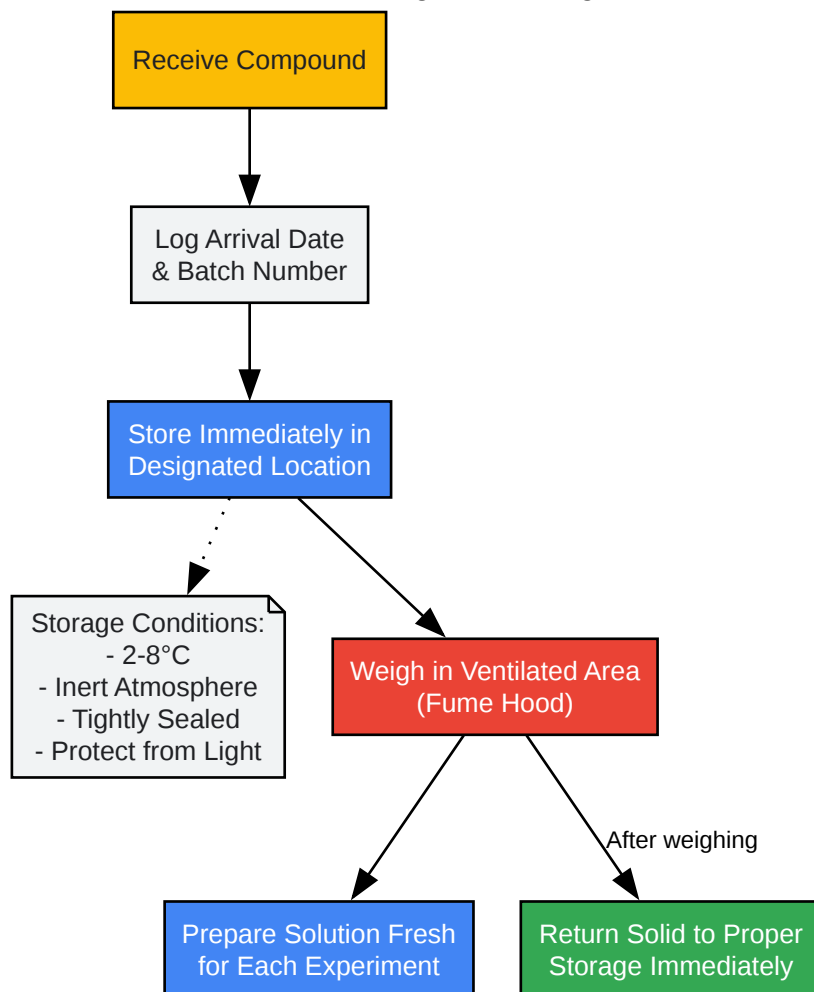 Receive Compound
Log Arrival Date
& Batch Number
Store Immediately in
Designated Location
Storage Conditions:
- 2-8°C
- Inert Atmosphere
- Tightly Sealed
- Protect from Light
Weigh in Ventilated Area
(Fume Hood)
After weighing
Prepare Solution Fresh
for Each Experiment
Return Solid to Proper
Storage Immediately